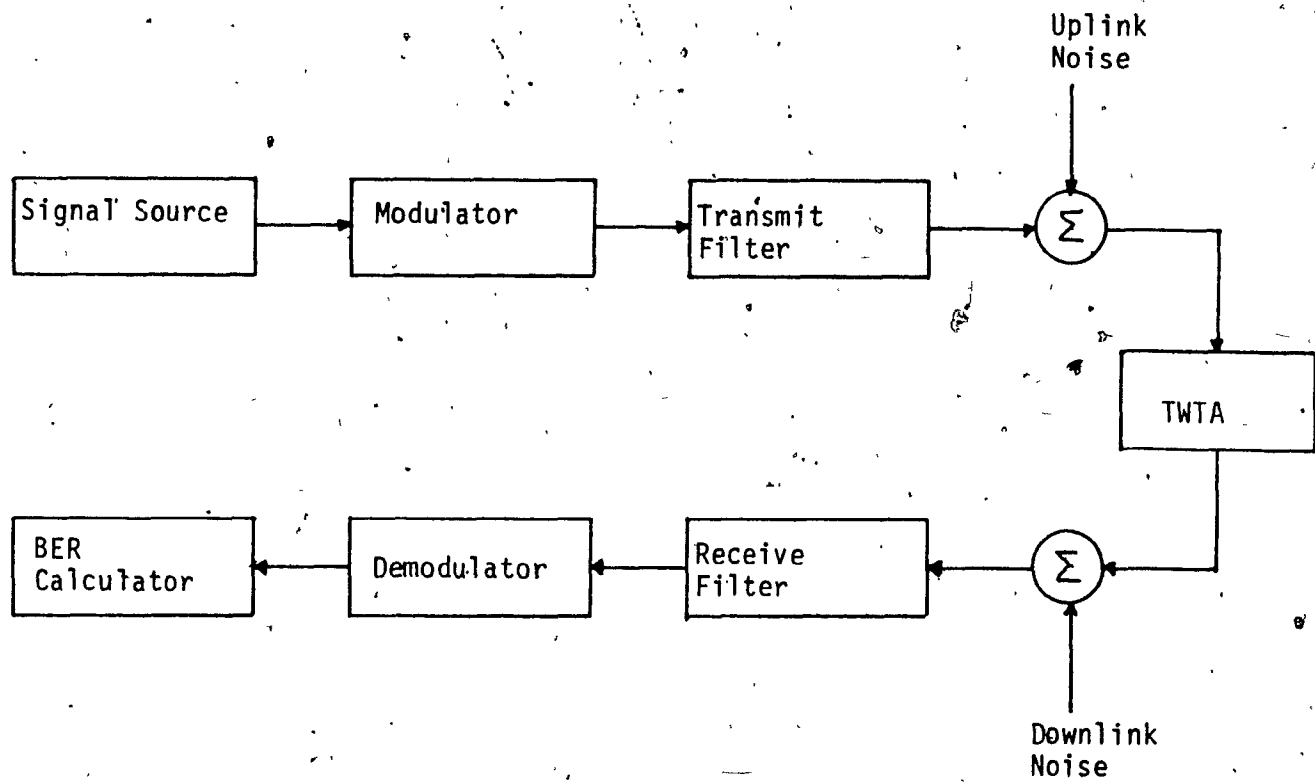 Uplink
Noise
Signal Source
Modulator
Transmit
Filter
Σ
TWTA
BER
Calculator
Demodulator
Receive
Filter
Σ
Downlink
Noise